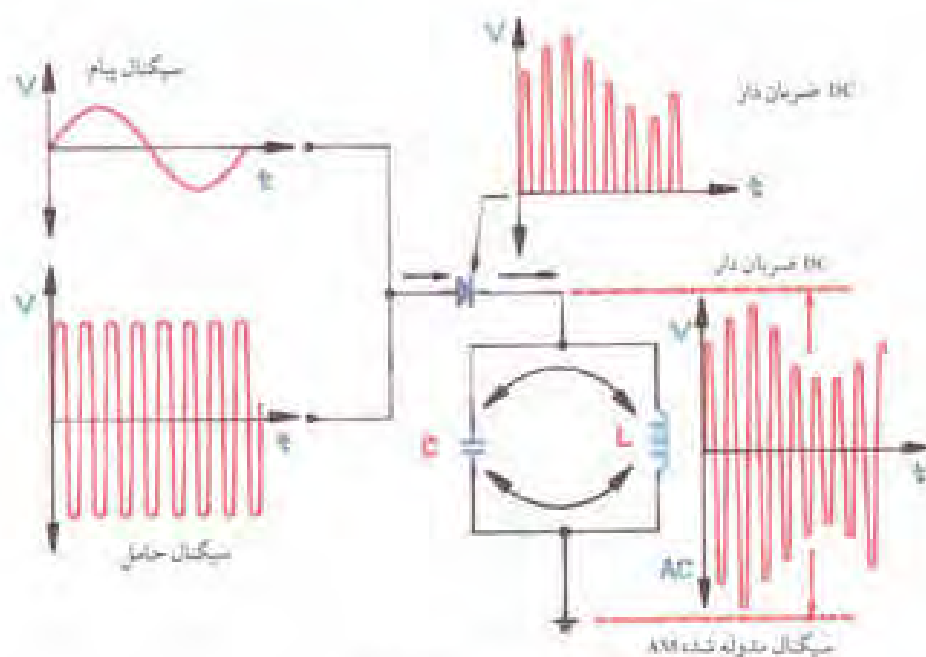 سیگنال پیام
V
t
V
DC ضربان دار
t
V
t
سیگنال حامل
DC ضربان دار
V
C
L
t
AC
سیگنال مدوله شده AM